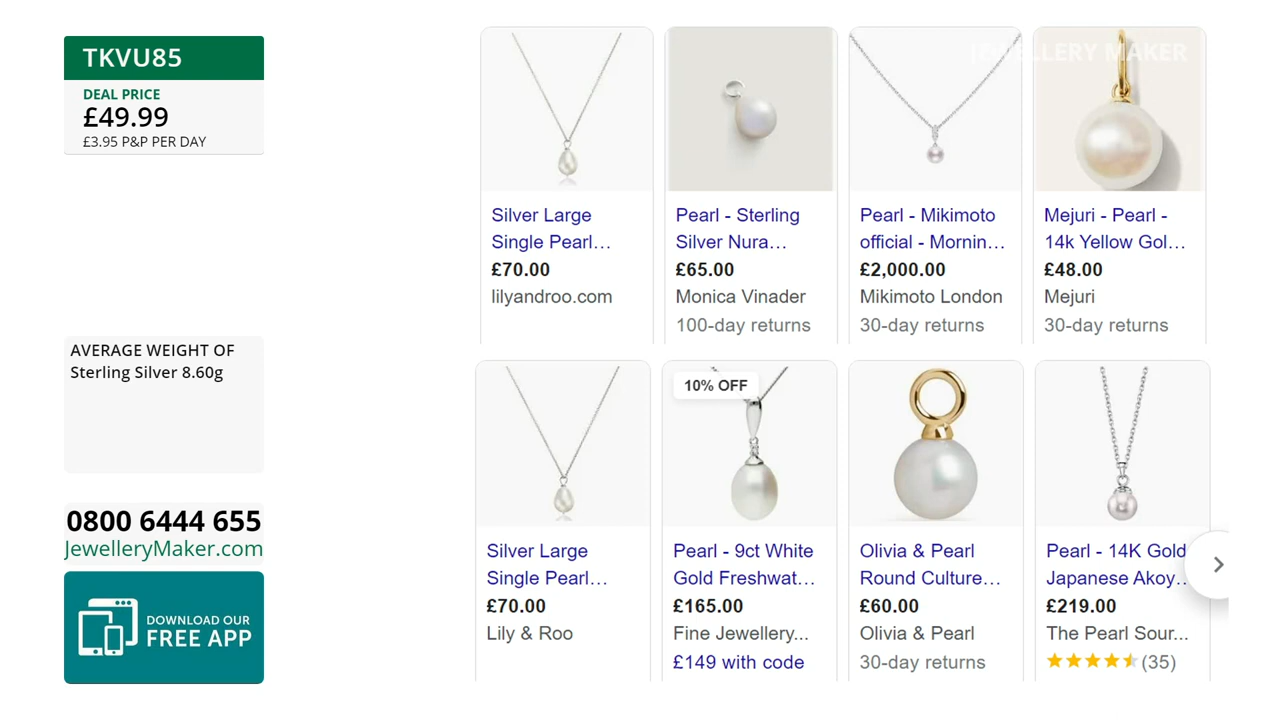 TKVU85
DEAL PRICE
£49.99
£3.95 P&P PER DAY
AVERAGE WEIGHT OF
Sterling Silver 8.60g
0800 6444 655
JewelleryMaker.com
DOWNLOAD OUR
FREE APP
JEWELLERY MAKER
Silver Large
Single Pearl...
£70.00
lilyandroo.com
Pearl - Sterling
Silver Nura...
£65.00
Monica Vinader
100-day returns
Pearl - Mikimoto
official - Mornin...
£2,000.00
Mikimoto London
30-day returns
Mejuri - Pearl -
14k Yellow Gol...
£48.00
Mejuri
30-day returns
Silver Large
Single Pearl...
£70.00
Lily & Roo
10% OFF
Pearl - 9ct White
Gold Freshwat...
£165.00
Fine Jewellery...
£149 with code
Olivia & Pearl
Round Culture...
£60.00
Olivia & Pearl
30-day returns
Pearl - 14K Gold
Japanese Akoy...
£219.00
The Pearl Sour...
(35)